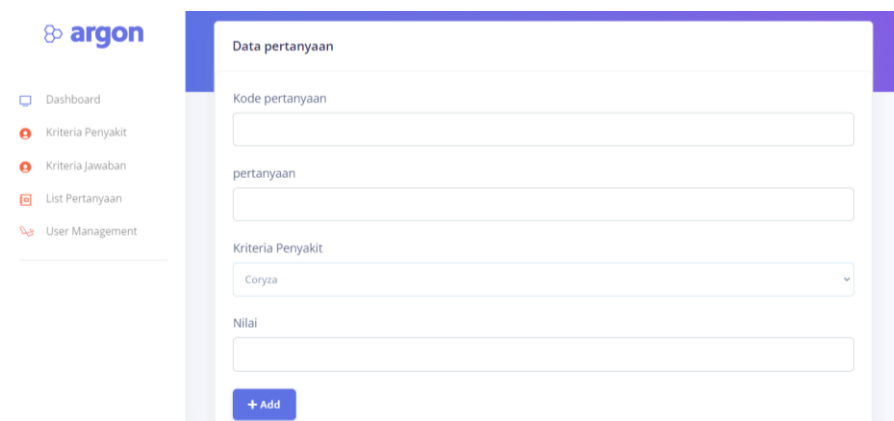 argon
Dashboard
Kriteria Penyakit
Kriteria Jawaban
List Pertanyaan
User Management
Data pertanyaan
Kode pertanyaan
pertanyaan
Kriteria Penyakit
Coryza
Nilai
+ Add